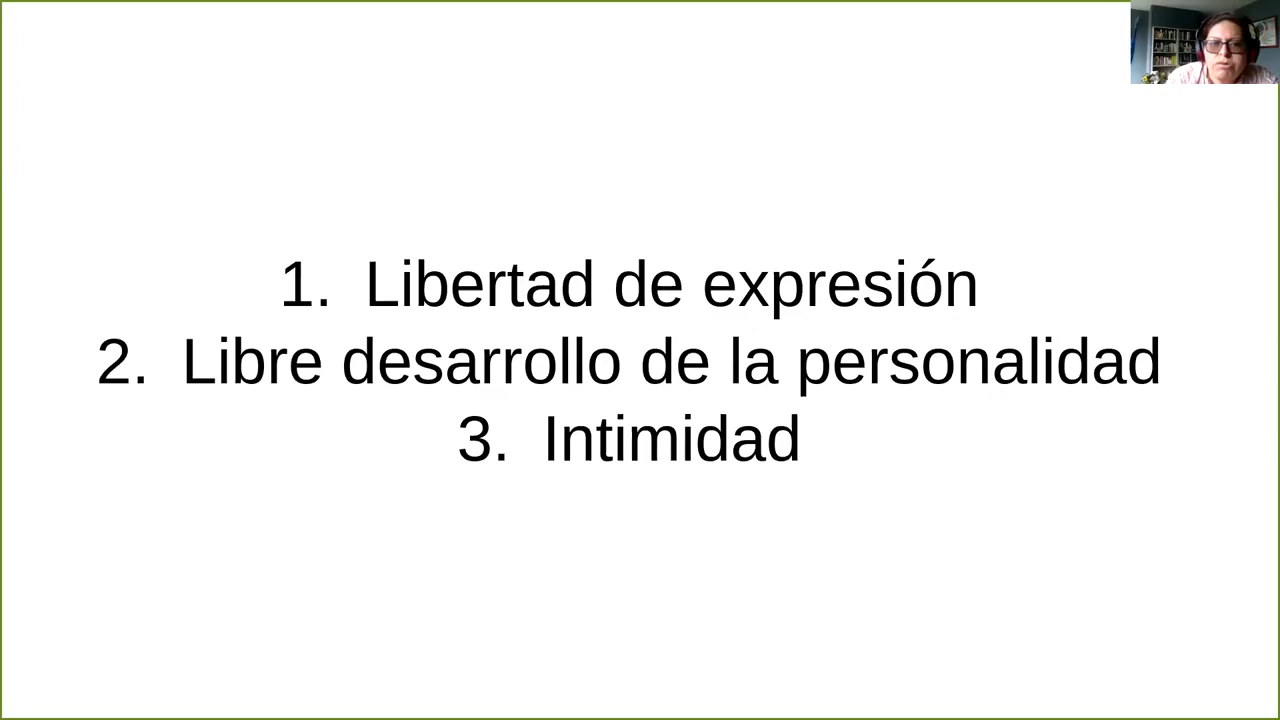 1. Libertad de expresión
2. Libre desarrollo de la personalidad
3. Intimidad